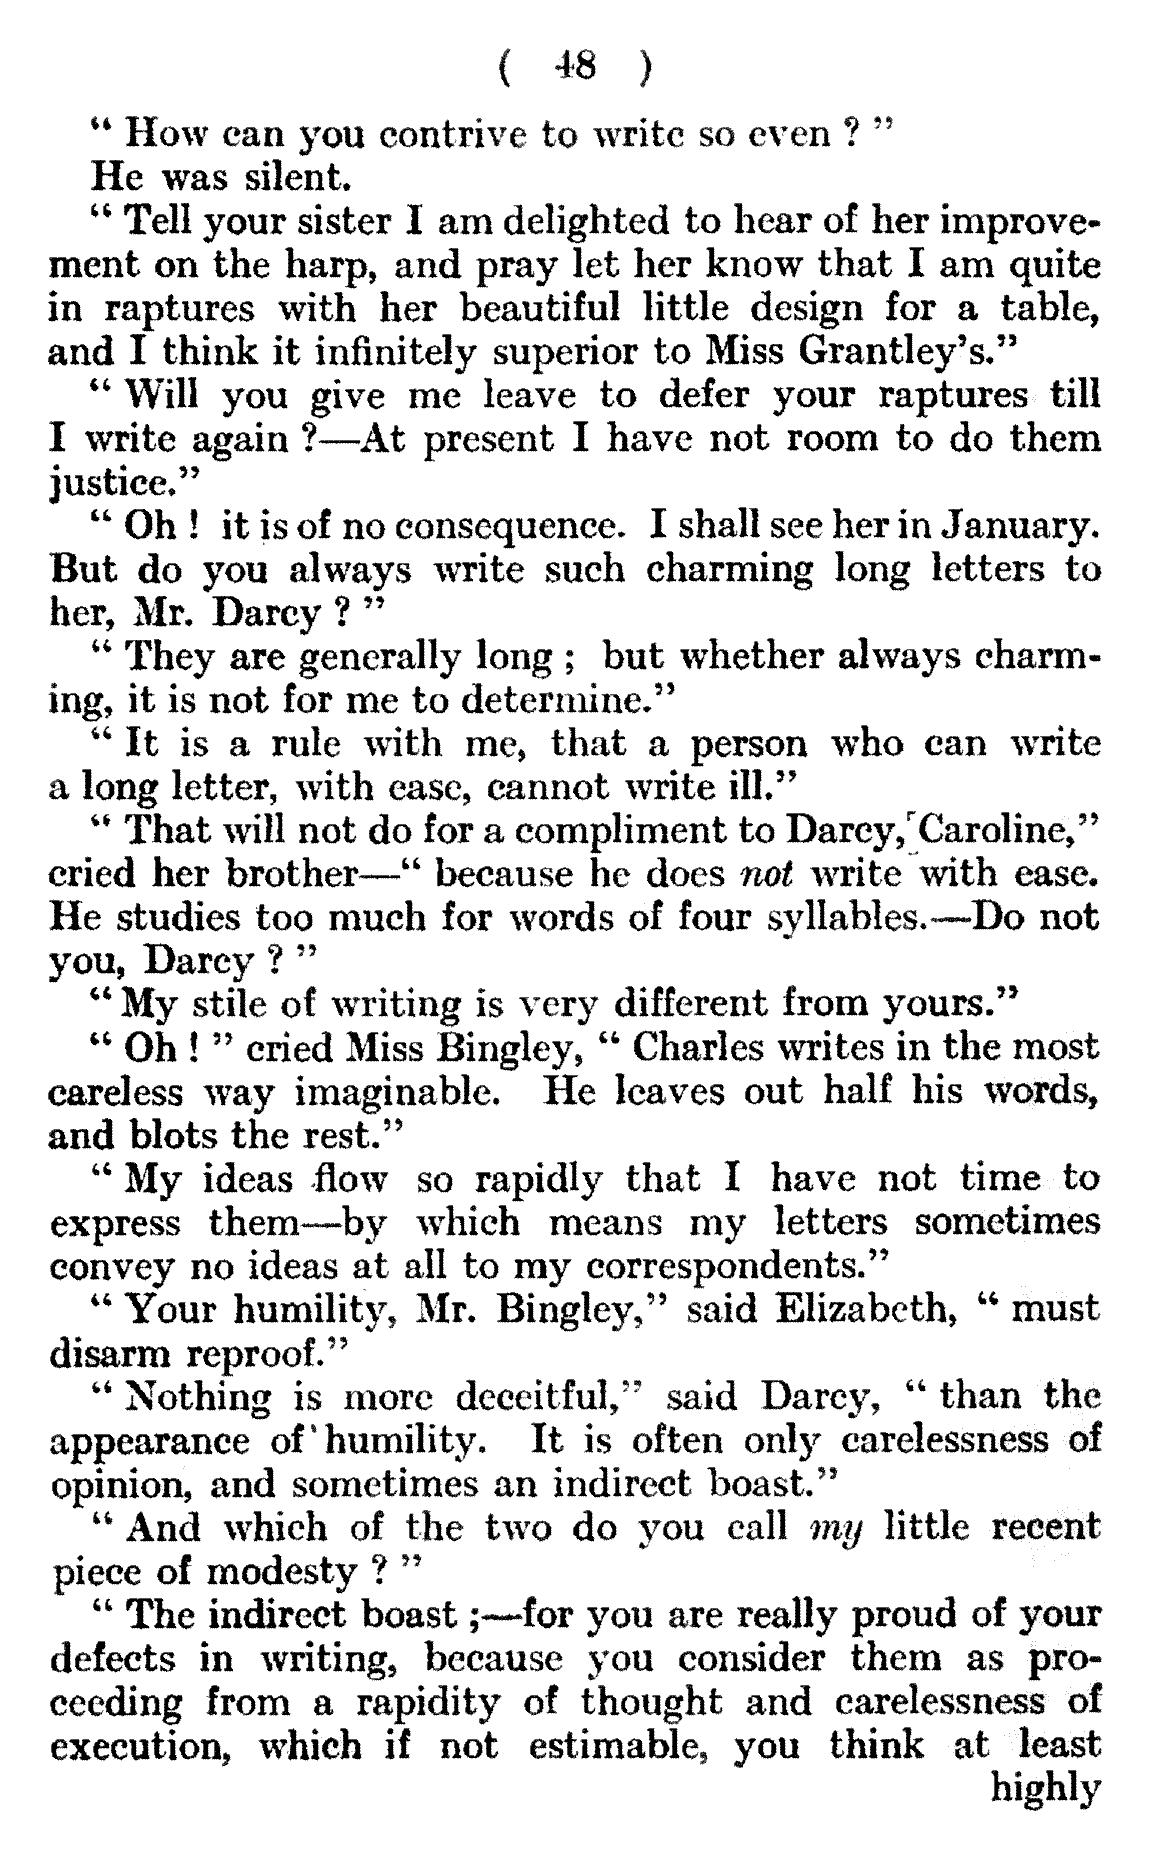 ( 48 )
“ How can you contrive to write so even ? ”
He was silent.
“ Tell your sister I am delighted to hear of her improve-
ment on the harp, and pray let her know that I am quite
in raptures with her beautiful little design for a table,
and I think it infinitely superior to Miss Grantley’s.”
“ Will you give me leave to defer your raptures till
I write again ?—At present I have not room to do them
justice.”
“ Oh ! it is of no consequence. I shall see her in January.
But do you always write such charming long letters to
her, Mr. Darcy ? ”
“ They are generally long ; but whether always charm-
ing, it is not for me to determine.”
“ It is a rule with me, that a person who can write
a long letter, with ease, cannot write ill.”
“ That will not do for a compliment to Darcy, Caroline,”
cried her brother—“ because he does not write with ease.
He studies too much for words of four syllables.—Do not
you, Darcy ? ”
“ My stile of writing is very different from yours.”
“ Oh ! ” cried Miss Bingley, “ Charles writes in the most
careless way imaginable. He leaves out half his words,
and blots the rest.”
“ My ideas flow so rapidly that I have not time to
express them—by which means my letters sometimes
convey no ideas at all to my correspondents.”
“ Your humility, Mr. Bingley,” said Elizabeth, “ must
disarm reproof.”
“ Nothing is more deceitful,” said Darcy, “ than the
appearance of humility. It is often only carelessness of
opinion, and sometimes an indirect boast.”
“ And which of the two do you call my little recent
piece of modesty ? ”
“ The indirect boast ;—for you are really proud of your
defects in writing, because you consider them as pro-
ceeding from a rapidity of thought and carelessness of
execution, which if not estimable, you think at least
highly